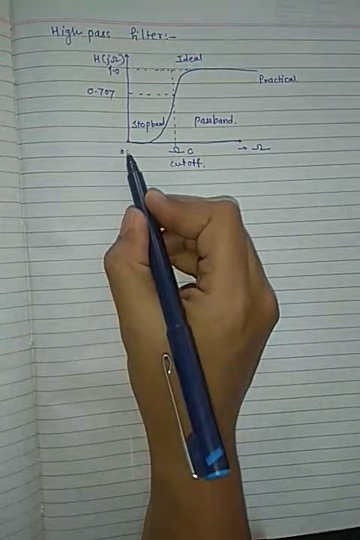 High pass filter:-
H(jΩ)
Ideal
1.0
Practical
0.707
Stopband
Passband.
Ωc
→ Ω
cutoff.